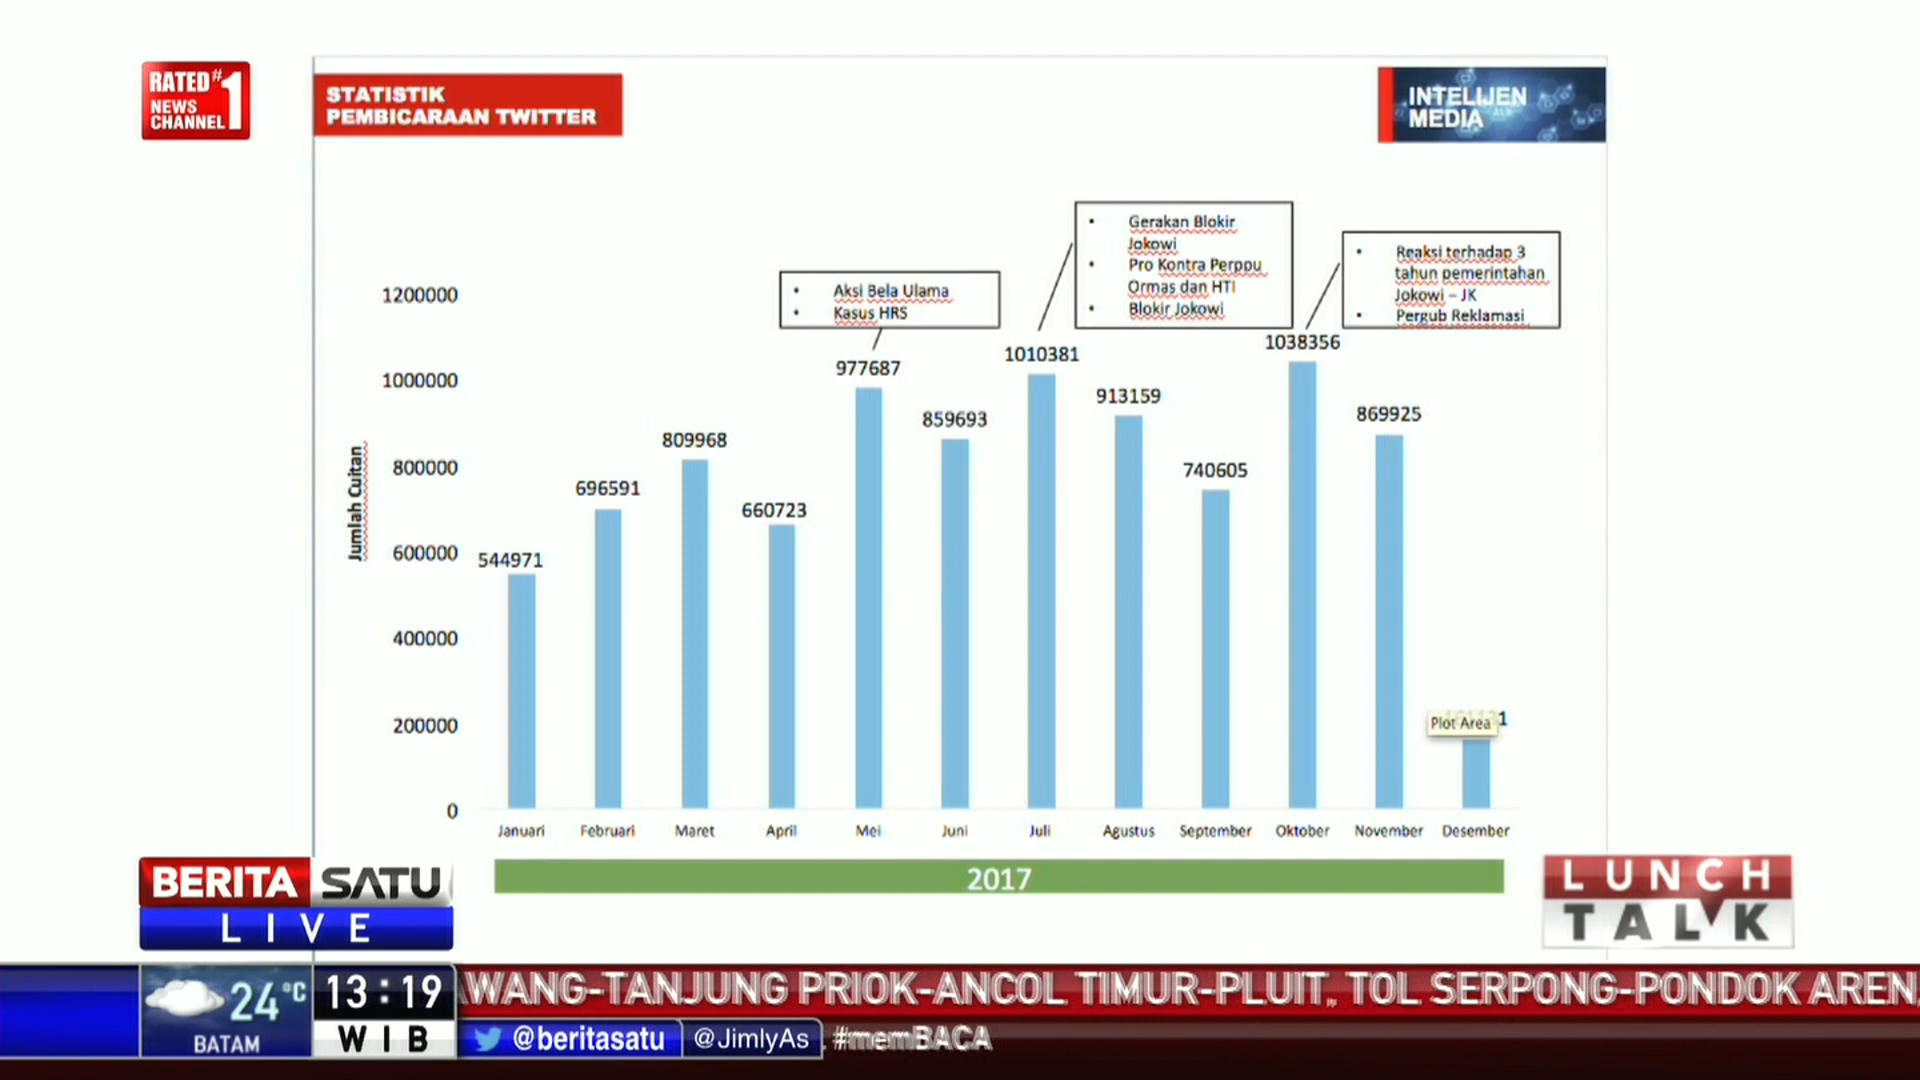 RATED #1
NEWS
CHANNEL
STATISTIK
PEMBICARAAN TWITTER
INTELIJEN
MEDIA
• Gerakan Blokir
Jokowi
• Pro Kontra Perppu
Ormas dan HTI
• Blokir Jokowi
• Reaksi terhadap 3
tahun pemerintahan
Jokowi – JK
• Pergub Reklamasi
• Aksi Bela Ulama
• Kasus HRS
Jumlah Cuitan
1200000
1000000
800000
600000
400000
200000
0
544971
696591
809968
660723
977687
859693
1010381
913159
740605
1038356
869925
Plot Area
Januari Februari Maret April Mei Juni Juli Agustus September Oktober November Desember
2017
BERITA SATU
LIVE
LUNCH
TALK
24°C
BATAM
13:19
WIB
WANG-TANJUNG PRIOK-ANCOL TIMUR-PLUIT, TOL SERPONG-PONDOK AREN
@beritasatu @JimlyAs #memBACA